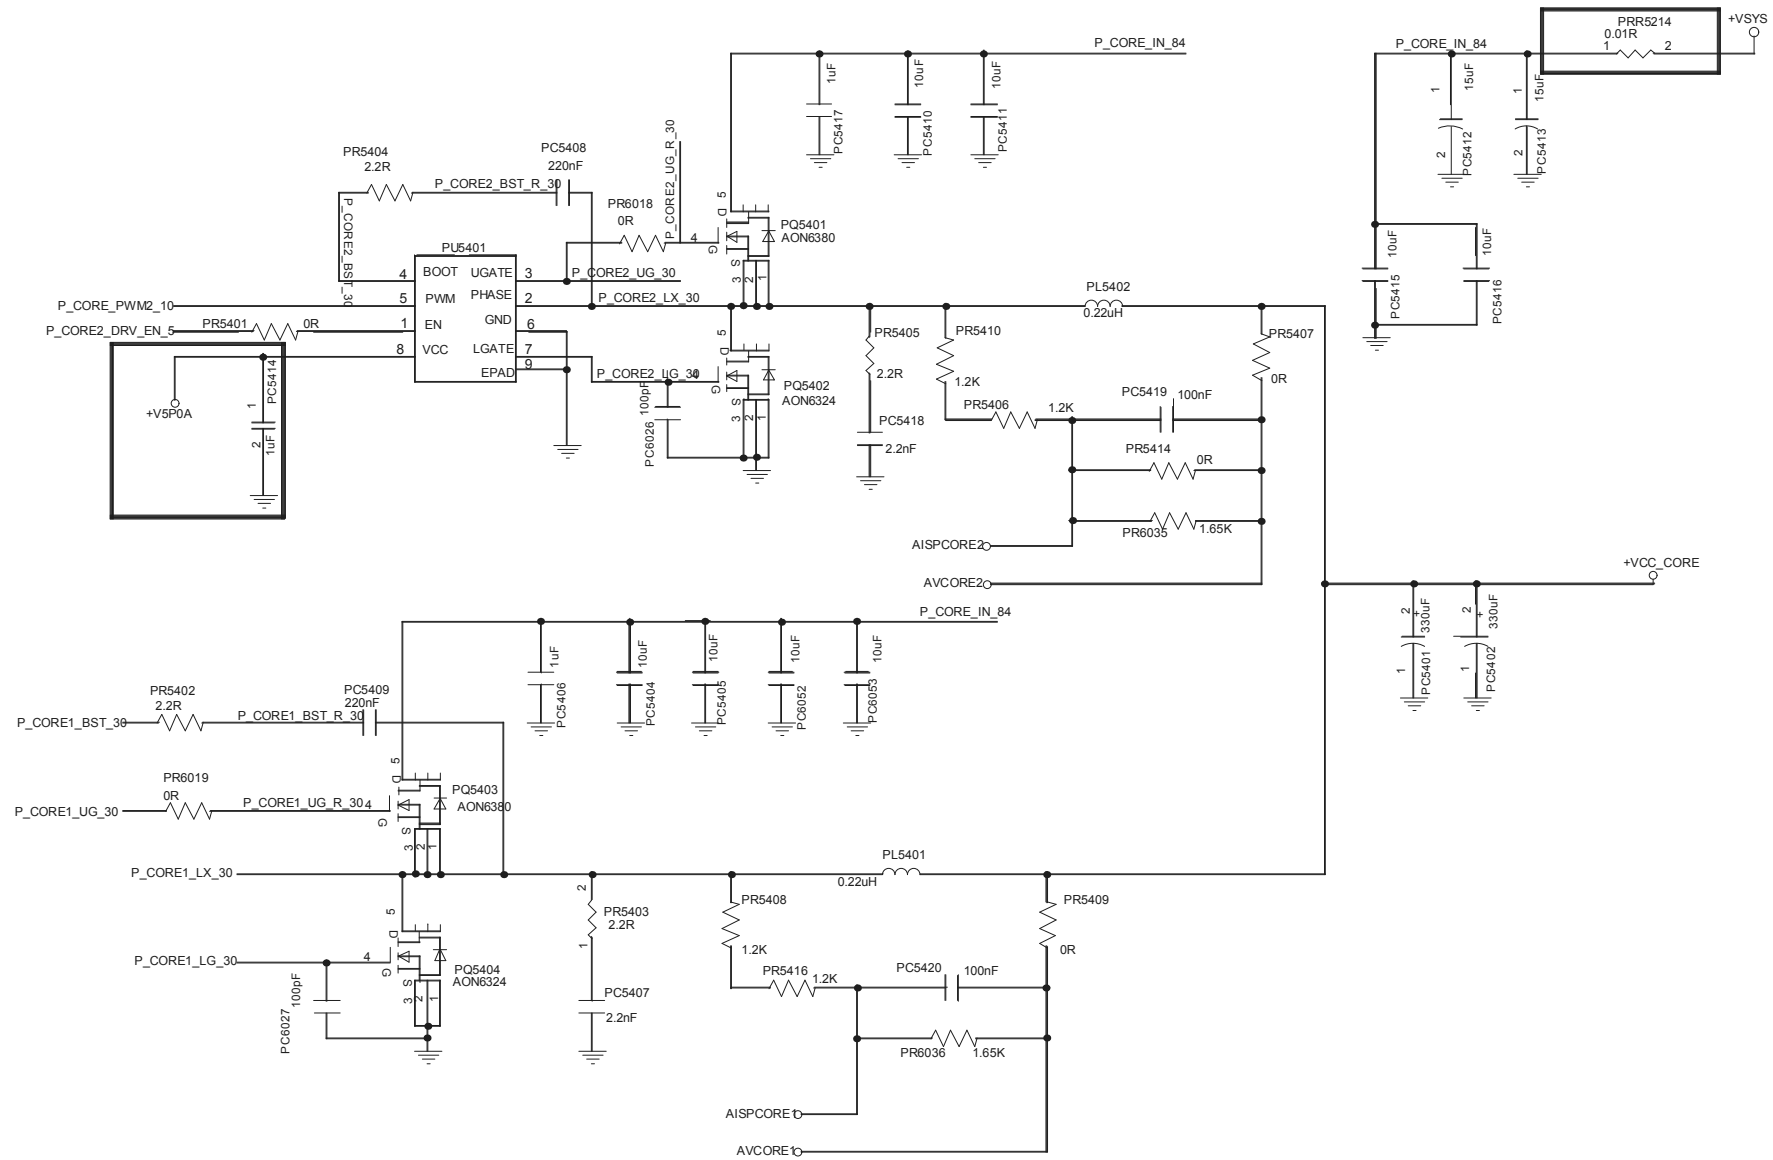 P_CORE_IN_84
1uF
PC5417
10uF
PC5410
10uF
PC5411
PRR5214
0.01R
1 2
+VSYS
P_CORE_IN_84
1
15uF
2
PC5412
1
15uF
2
PC5413
10uF
PC5415
10uF
PC5416
PR5404
2.2R
P_CORE2_BST_R_30
PC5408
220nF
P_CORE2_BST_30
PR6018
0R
P_CORE2_UG_R_30
4
5
D
G
S
3 2 1
PQ5401
AON6380
PU5401
4 BOOT UGATE 3
P_CORE2_UG_30
5 PWM PHASE 2
P_CORE2_LX_30
1 EN GND 6
8 VCC LGATE 7
EPAD 9
P_CORE2_LG_30
P_CORE_PWM2_10
P_CORE2_DRV_EN_5
PR5401
0R
+V5P0A
1
PC5414
2
1uF
100pF
PC6026
4
5
D
G
S
3 2 1
PQ5402
AON6324
PL5402
0.22uH
PR5405
2.2R
PC5418
2.2nF
PR5410
1.2K
PR5406
1.2K
PC5419
100nF
PR5407
0R
PR5414
0R
PR6035
1.65K
AISPCORE2
AVCORE2
+VCC_CORE
2
+
330uF
1
PC5401
2
+
330uF
1
PC5402
P_CORE_IN_84
1uF
PC5406
10uF
PC5404
10uF
PC5405
10uF
PC6052
10uF
PC6053
P_CORE1_BST_30
PR5402
2.2R
P_CORE1_BST_R_30
PC5409
220nF
P_CORE1_UG_30
PR6019
0R
P_CORE1_UG_R_30
4
5
D
G
S
3 2 1
PQ5403
AON6380
P_CORE1_LX_30
PL5401
0.22uH
P_CORE1_LG_30
100pF
PC6027
4
5
D
G
S
3 2 1
PQ5404
AON6324
2
PR5403
2.2R
1
PC5407
2.2nF
PR5408
1.2K
PR5416
1.2K
PC5420
100nF
PR5409
0R
PR6036
1.65K
AISPCORE1
AVCORE1